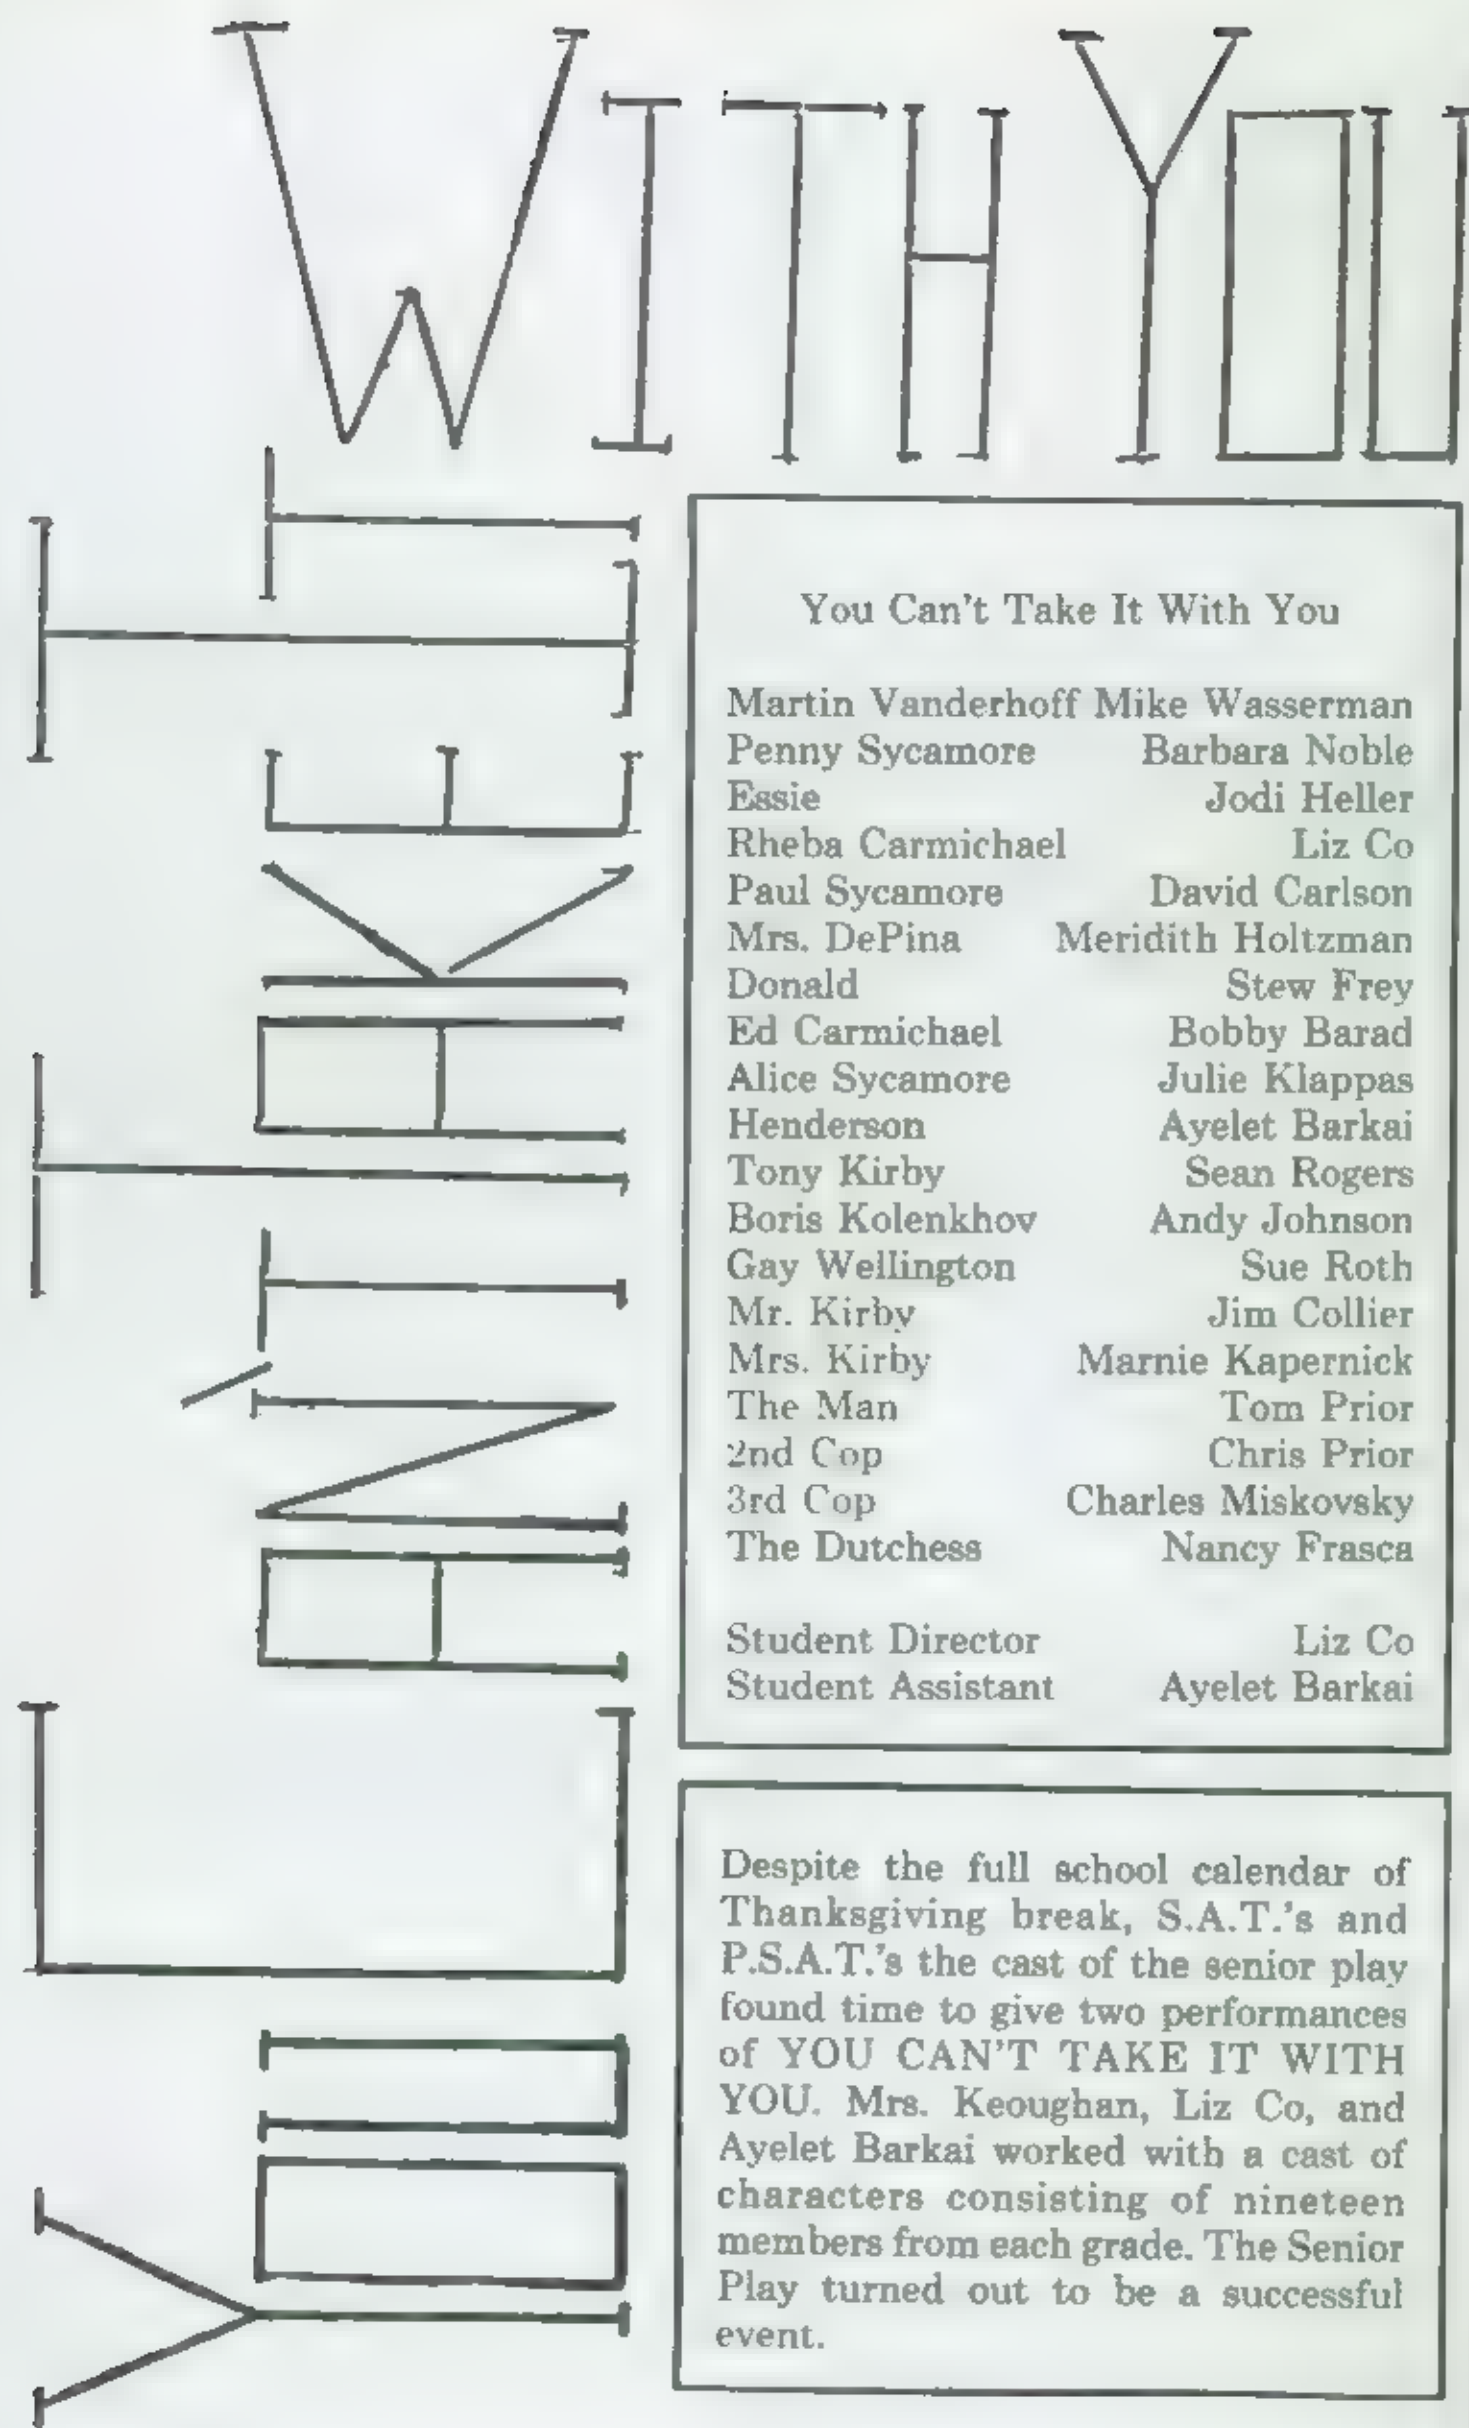 YOU CAN'T TAKE IT
WITH YOU
You Can't Take It With You
Martin Vanderhoff Mike Wasserman
Penny Sycamore Barbara Noble
Essie Jodi Heller
Rheba Carmichael Liz Co
Paul Sycamore David Carlson
Mrs. DePina Meridith Holtzman
Donald Stew Frey
Ed Carmichael Bobby Barad
Alice Sycamore Julie Klappas
Henderson Ayelet Barkai
Tony Kirby Sean Rogers
Boris Kolenkhov Andy Johnson
Gay Wellington Sue Roth
Mr. Kirby Jim Collier
Mrs. Kirby Marnie Kapernick
The Man Tom Prior
2nd Cop Chris Prior
3rd Cop Charles Miskovsky
The Dutchess Nancy Frasca
Student Director Liz Co
Student Assistant Ayelet Barkai
Despite the full school calendar of
Thanksgiving break, S.A.T.'s and
P.S.A.T.'s the cast of the senior play
found time to give two performances
of YOU CAN'T TAKE IT WITH
YOU. Mrs. Keoughan, Liz Co, and
Ayelet Barkai worked with a cast of
characters consisting of nineteen
members from each grade. The Senior
Play turned out to be a successful
event.